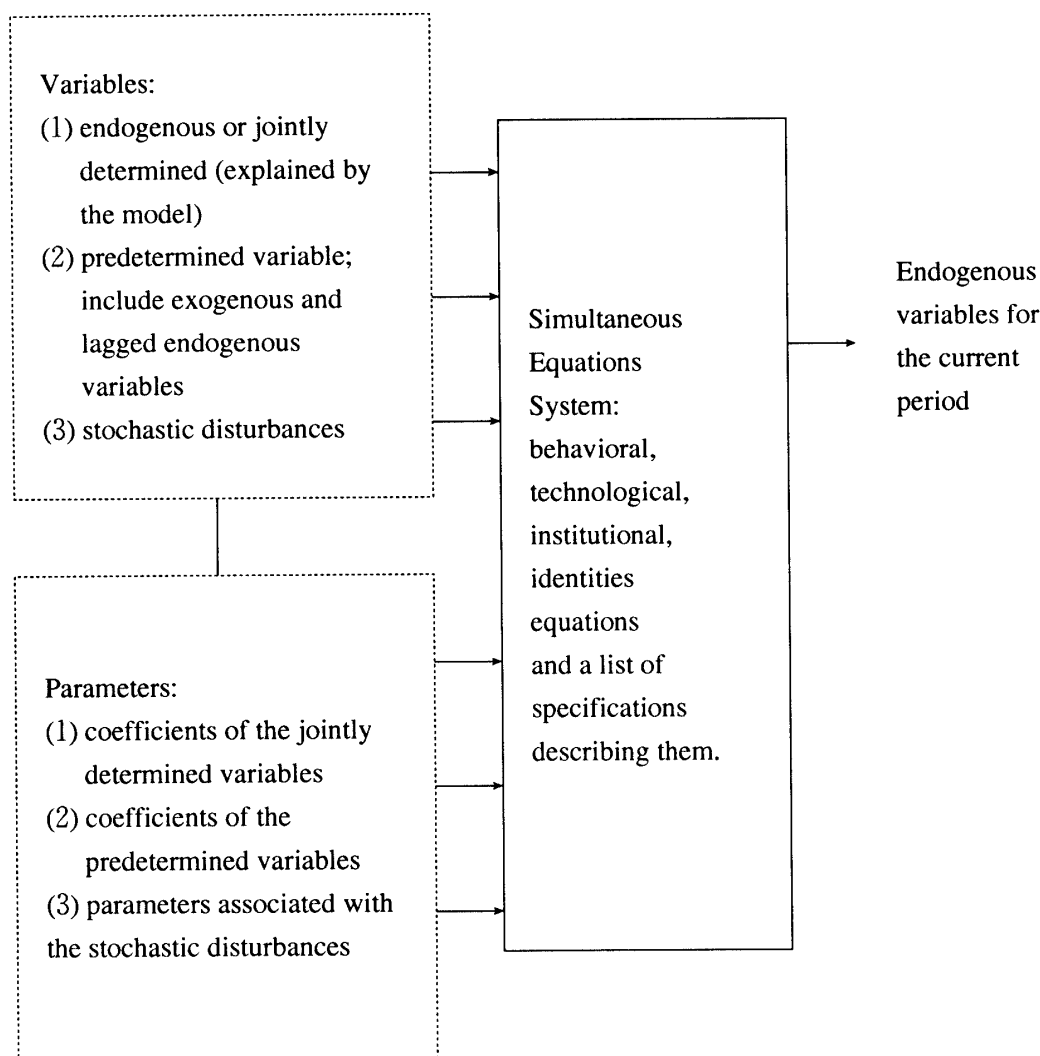 Variables:
(1) endogenous or jointly
determined (explained by
the model)
(2) predetermined variable;
include exogenous and
lagged endogenous
variables
(3) stochastic disturbances
Parameters:
(1) coefficients of the jointly
determined variables
(2) coefficients of the
predetermined variables
(3) parameters associated with
the stochastic disturbances
Simultaneous
Equations
System:
behavioral,
technological,
institutional,
identities
equations
and a list of
specifications
describing them.
Endogenous
variables for
the current
period